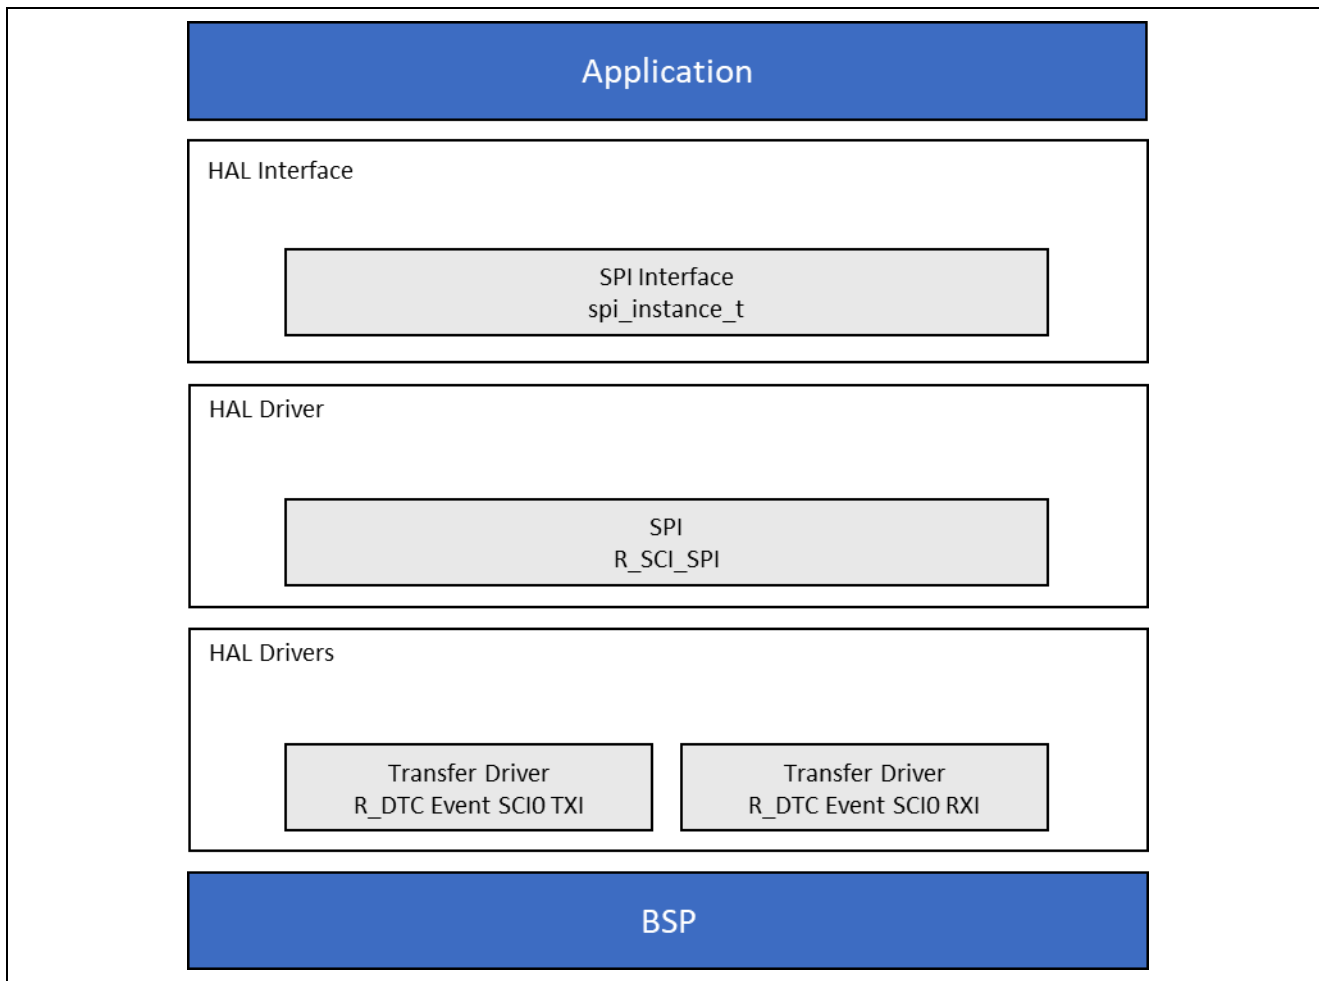 Application
HAL Interface
SPI Interface
spi_instance_t
HAL Driver
SPI
R_SCI_SPI
HAL Drivers
Transfer Driver
R_DTC Event SCI0 TXI
Transfer Driver
R_DTC Event SCI0 RXI
BSP